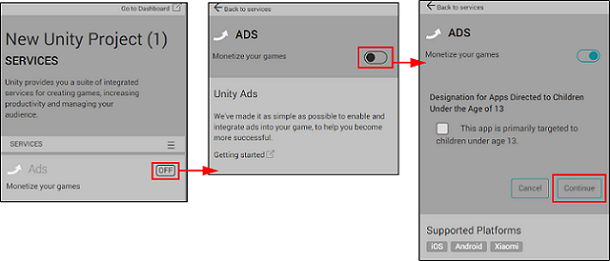 Go to Dashboard
New Unity Project (1)
SERVICES
Unity provides you a suite of integrated
services for creating games, increasing
productivity and managing your
audience.
SERVICES
Ads
OFF
Monetize your games
Back to services
ADS
Monetize your games
Unity Ads
We've made it as simple as possible to enable and
integrate ads into your game, to help you become
more successful.
Getting started
Back to services
ADS
Monetize your games
Designation for Apps Directed to Children
Under the Age of 13
This app is primarily targeted to
children under age 13.
Cancel Continue
Supported Platforms
iOS Android Xiaomi